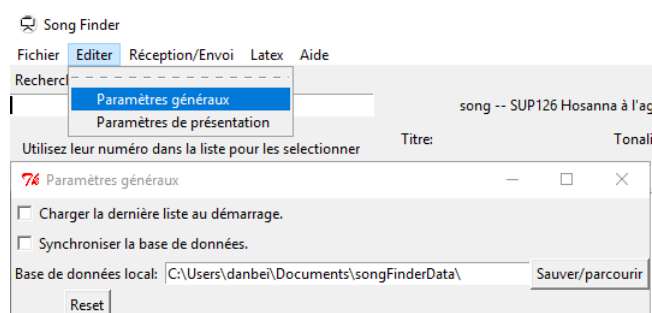 Song Finder
Fichier Editer Réception/Envoi Latex Aide
Recherc
Paramètres généraux
song -- SUP126 Hosanna à l'ag
Paramètres de présentation
Titre: Tonali
Utilisez leur numéro dans la liste pour les selectionner
Paramètres généraux
Charger la dernière liste au démarrage.
Synchroniser la base de données.
Base de données local: C:\Users\danbei\Documents\songFinderData\ Sauver/parcourir
Reset